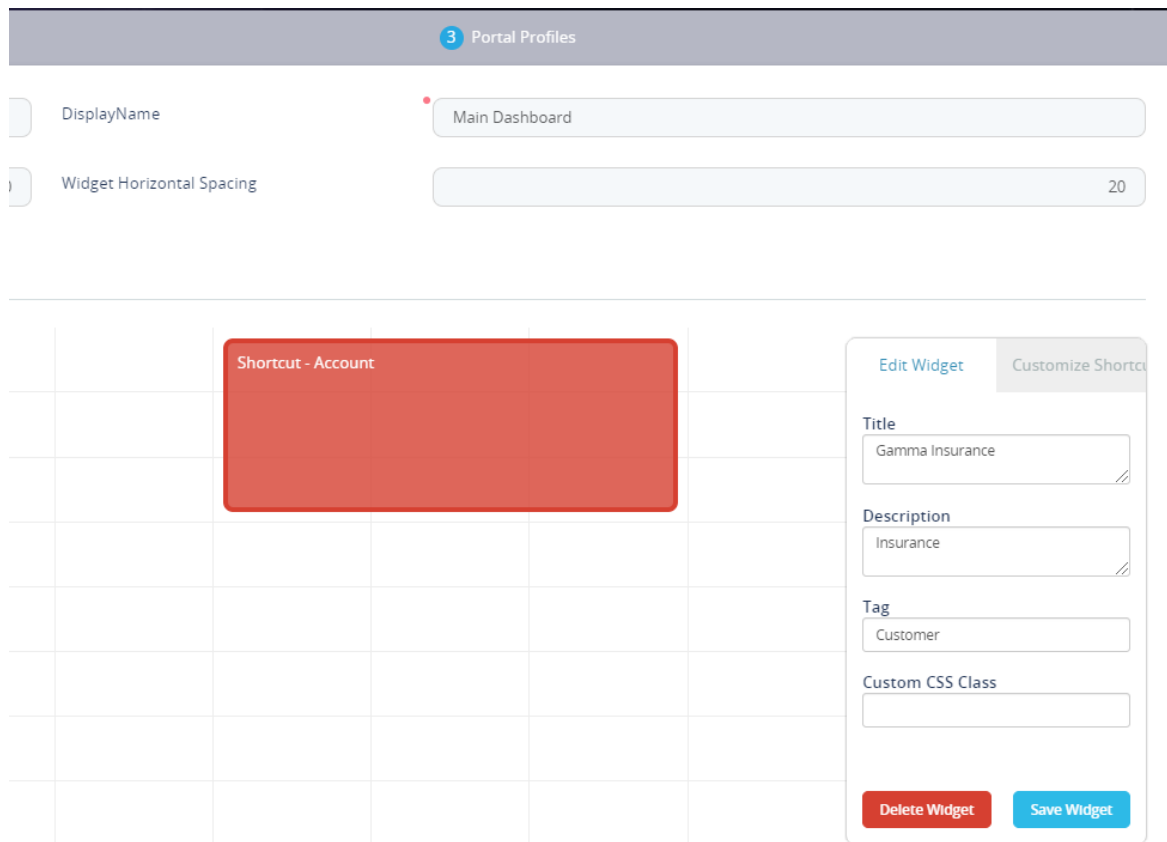 3 Portal Profiles
DisplayName
Main Dashboard
Widget Horizontal Spacing
20
Shortcut - Account
Edit Widget
Customize
Title
Gamma Insurance
Description
Insurance
Tag
Customer
Custom CSS Class
Delete Widget
Save Widget